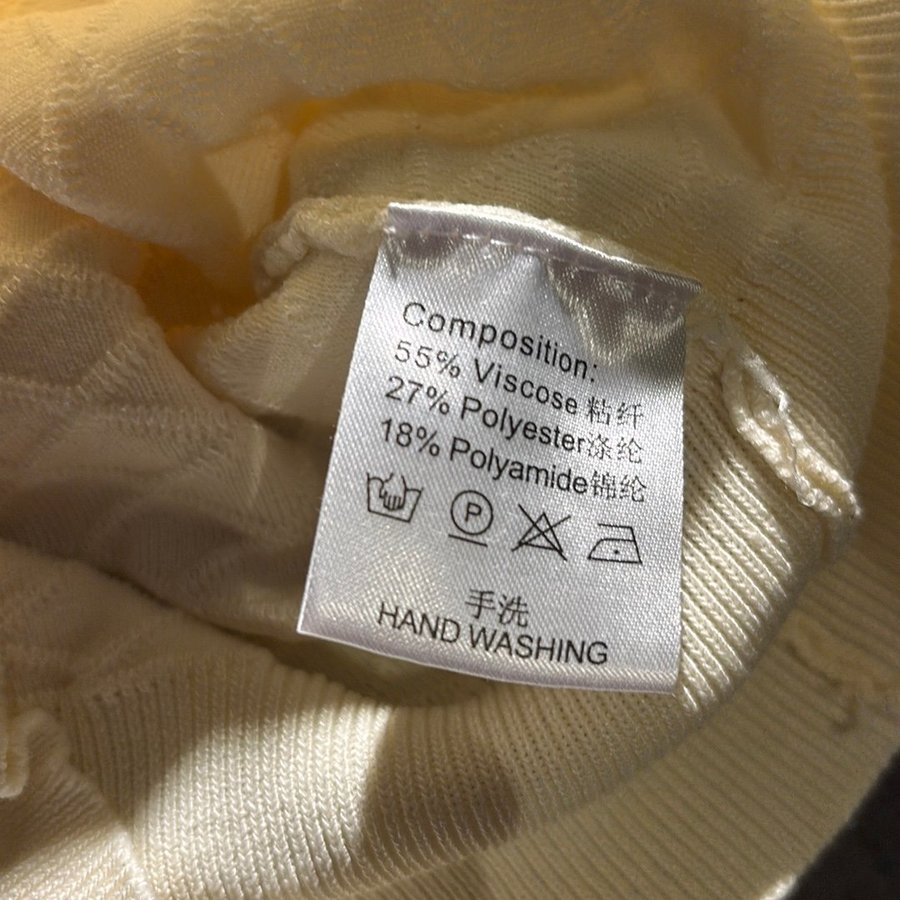 Composition:
55% Viscose 粘纤
27% Polyester涤纶
18% Polyamide锦纶
P
手洗
HAND WASHING